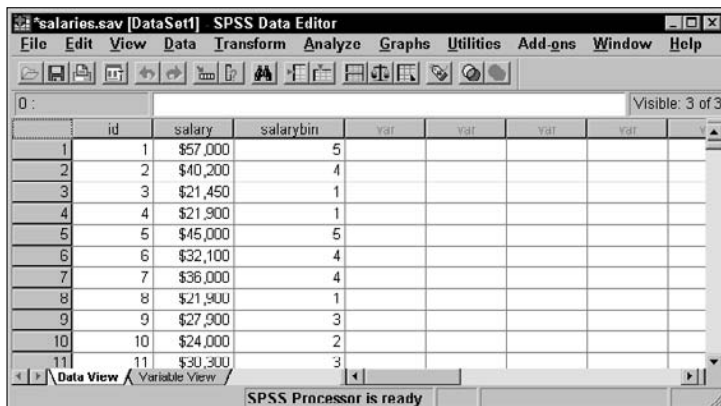 *salaries.sav [DataSet1] - SPSS Data Editor
File Edit View Data Transform Analyze Graphs Utilities Add-ons Window Help
0 : Visible: 3 of 3
id salary salarybin var var var var
1 1 $57,000 5
2 2 $40,200 4
3 3 $21,450 1
4 4 $21,900 1
5 5 $45,000 5
6 6 $32,100 4
7 7 $36,000 4
8 8 $21,900 1
9 9 $27,900 3
10 10 $24,000 2
11 11 $30,300 3
Data View Variable View
SPSS Processor is ready